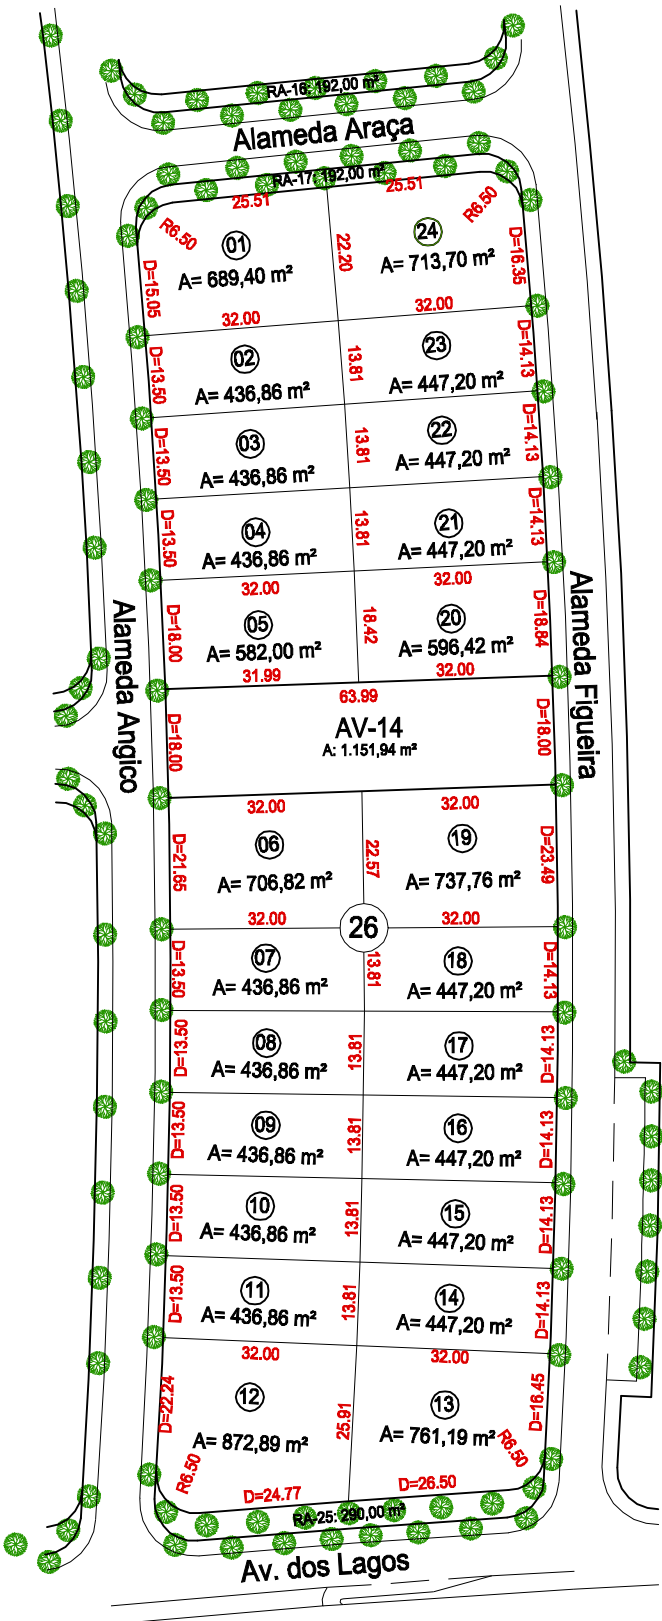 RA-16: 192,00 m²
Alameda Araça
RA-17: 192,00 m²
25.51
25.51
R6.50
R6.50
01
A= 689,40 m²
22.20
24
A= 713,70 m²
D=15.05
D=16.35
32.00
32.00
D=13.50
02
A= 436,86 m²
13.81
23
A= 447,20 m²
D=14.13
D=13.50
03
A= 436,86 m²
13.81
22
A= 447,20 m²
D=14.13
D=13.50
04
A= 436,86 m²
13.81
21
A= 447,20 m²
D=14.13
32.00
32.00
D=18.00
05
A= 582,00 m²
31.99
18.42
20
A= 596,42 m²
32.00
D=18.84
Alameda Angico
Alameda Figueira
63.99
D=18.00
AV-14
A: 1.151,94 m²
D=18.00
32.00
32.00
D=21.65
06
A= 706,82 m²
22.57
19
A= 737,76 m²
D=23.49
32.00
26
32.00
D=13.50
07
A= 436,86 m²
13.81
18
A= 447,20 m²
D=14.13
D=13.50
08
A= 436,86 m²
13.81
17
A= 447,20 m²
D=14.13
D=13.50
09
A= 436,86 m²
13.81
16
A= 447,20 m²
D=14.13
D=13.50
10
A= 436,86 m²
13.81
15
A= 447,20 m²
D=14.13
D=13.50
11
A= 436,86 m²
13.81
14
A= 447,20 m²
D=14.13
32.00
32.00
D=22.24
12
A= 872,89 m²
25.91
13
A= 761,19 m²
D=16.45
R6.50
R6.50
D=24.77
D=26.50
RA-25: 290,00 m²
Av. dos Lagos